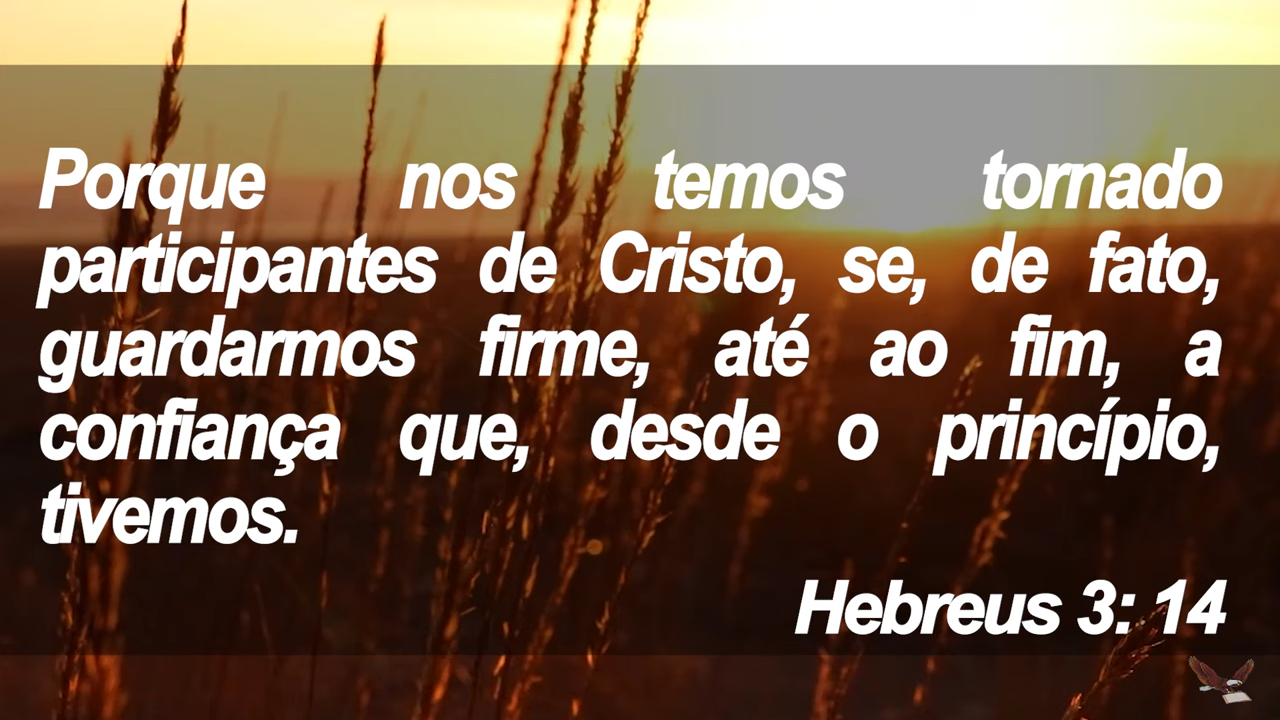 Porque nos temos tornado
participantes de Cristo, se, de fato,
guardarmos firme, até ao fim, a
confiança que, desde o princípio,
tivemos.
Hebreus 3: 14